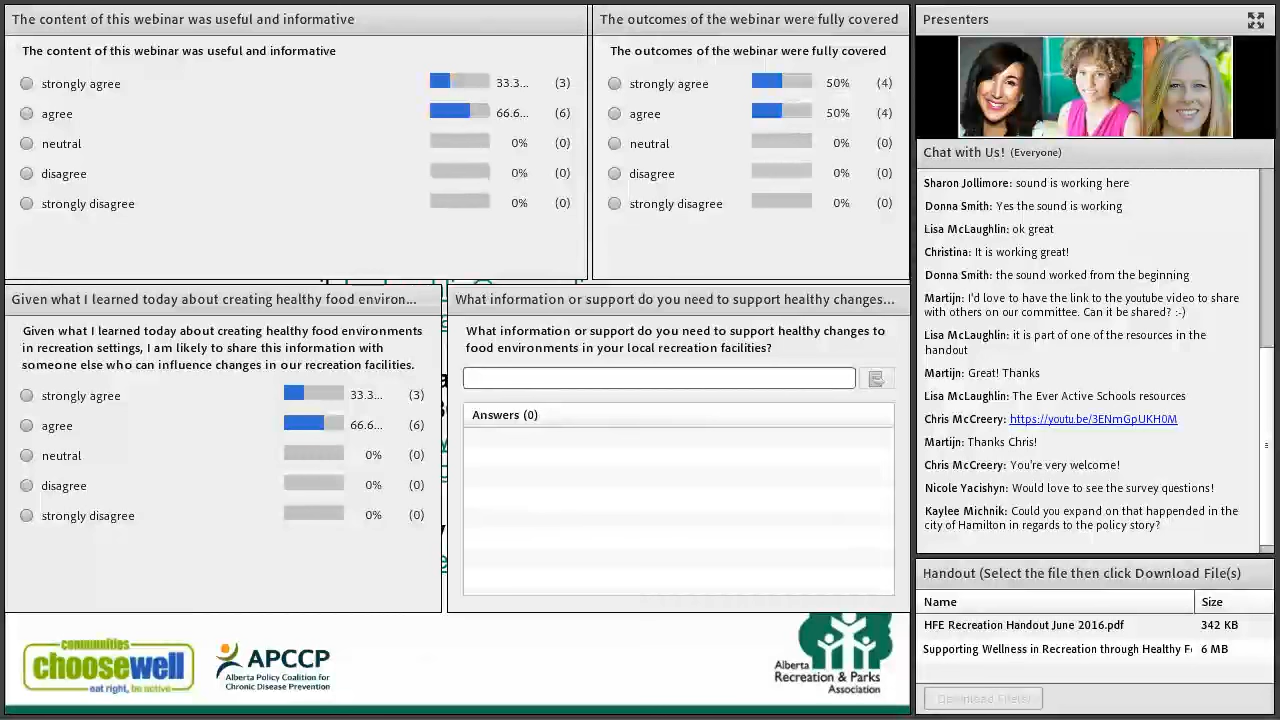 The content of this webinar was useful and informative
The content of this webinar was useful and informative
strongly agree 33.3... (3)
agree 66.6... (6)
neutral 0% (0)
disagree 0% (0)
strongly disagree 0% (0)
The outcomes of the webinar were fully covered
The outcomes of the webinar were fully covered
strongly agree 50% (4)
agree 50% (4)
neutral 0% (0)
disagree 0% (0)
strongly disagree 0% (0)
Given what I learned today about creating healthy food environ...
Given what I learned today about creating healthy food environments
in recreation settings, I am likely to share this information with
someone else who can influence changes in our recreation facilities.
strongly agree 33.3... (3)
agree 66.6... (6)
neutral 0% (0)
disagree 0% (0)
strongly disagree 0% (0)
What information or support do you need to support healthy changes...
What information or support do you need to support healthy changes to
food environments in your local recreation facilities?
Answers (0)
communities
choosewell
eat right, be active
APCCP
Alberta Policy Coalition for
Chronic Disease Prevention
Alberta
Recreation & Parks
Association
Presenters
Chat with Us! (Everyone)
Sharon Jollimore: sound is working here
Donna Smith: Yes the sound is working
Lisa McLaughlin: ok great
Christina: It is working great!
Donna Smith: the sound worked from the beginning
Martijn: I'd love to have the link to the youtube video to share
with others on our committee. Can it be shared? :-)
Lisa McLaughlin: it is part of one of the resources in the
handout
Martijn: Great! Thanks
Lisa McLaughlin: The Ever Active Schools resources
Chris McCreery: https://youtu.be/3ENmGpUKH0M
Martijn: Thanks Chris!
Chris McCreery: You're very welcome!
Nicole Yacishyn: Would love to see the survey questions!
Kaylee Michnik: Could you expand on that happended in the
city of Hamilton in regards to the policy story?
Handout (Select the file then click Download File(s)
Name Size
HFE Recreation Handout June 2016.pdf 342 KB
Supporting Wellness in Recreation through Healthy F 6 MB
Download File(s)